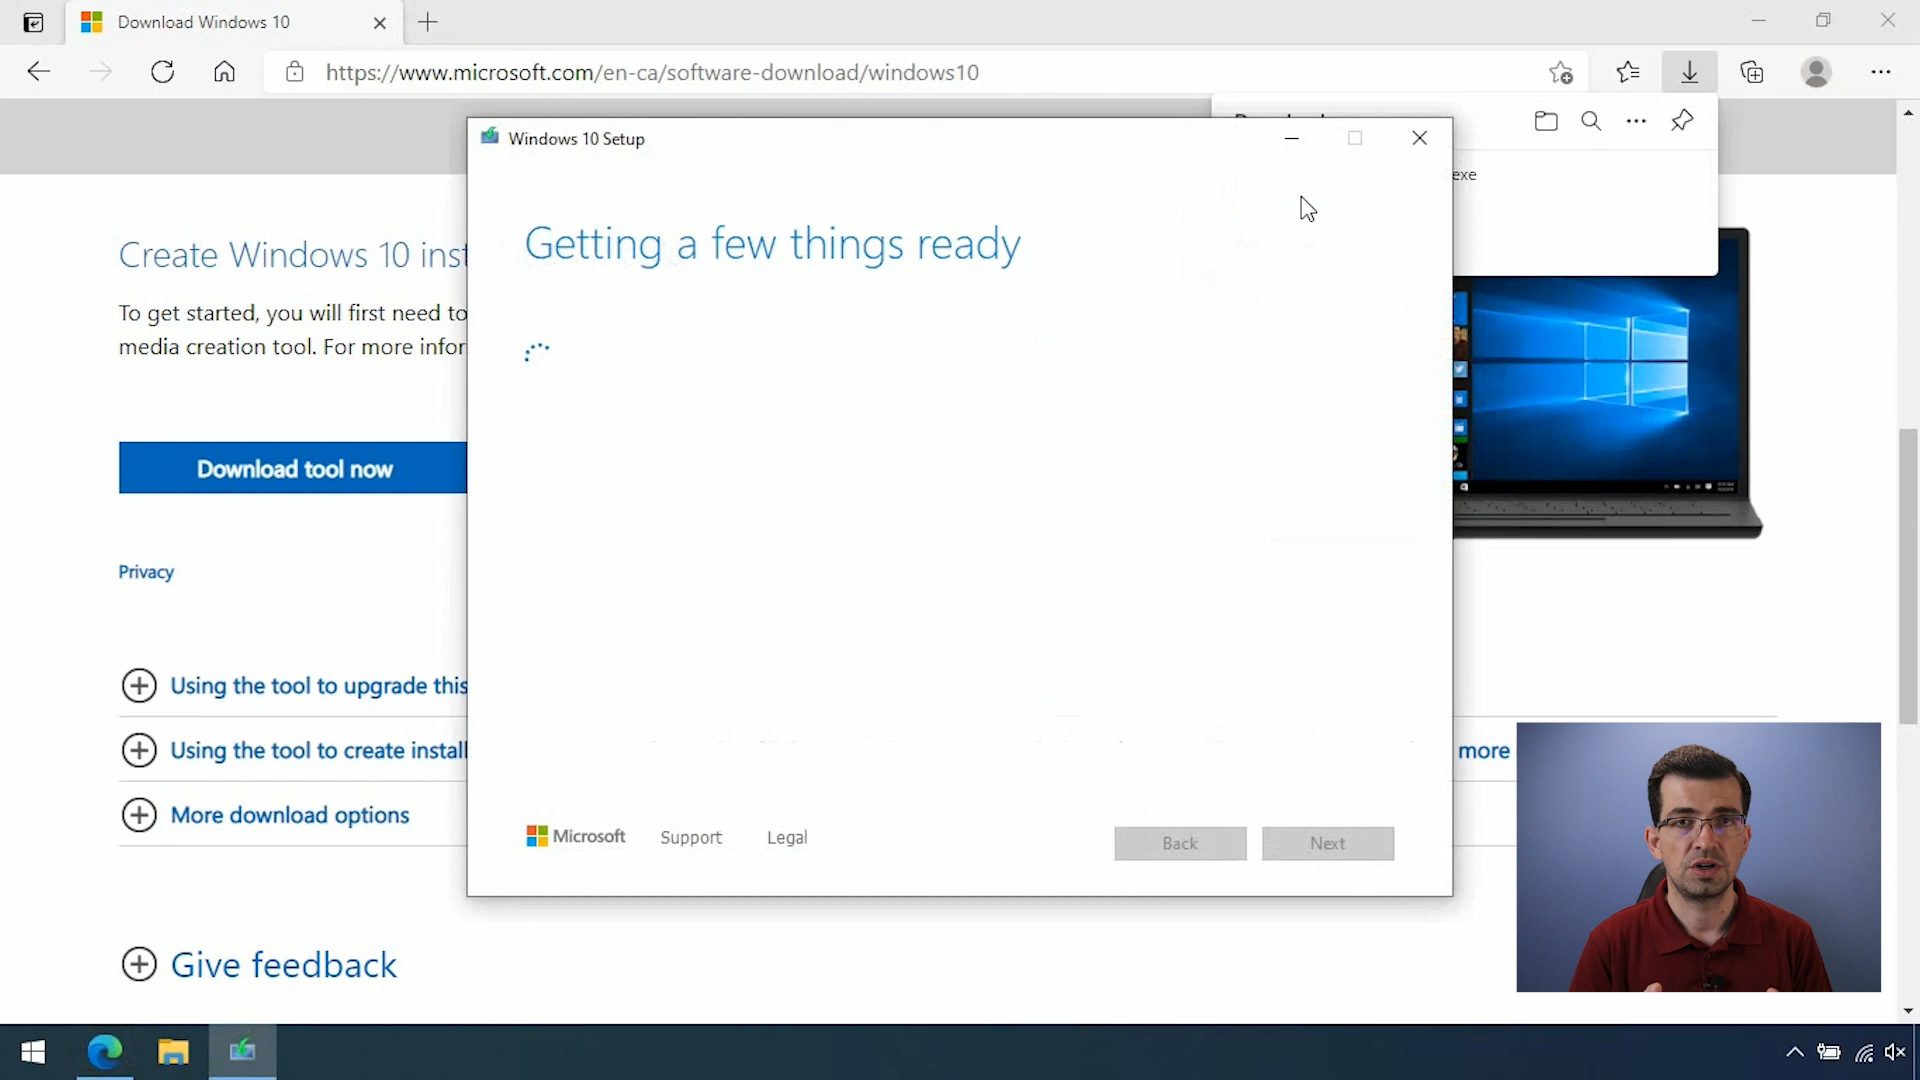 Download Windows 10
https://www.microsoft.com/en-ca/software-download/windows10
Windows 10 Setup
exe
Getting a few things ready
Create Windows 10 inst
To get started, you will first need to
media creation tool. For more infor
Download tool now
Privacy
Using the tool to upgrade this
Using the tool to create install
more
More download options
Microsoft
Support
Legal
Back
Next
Give feedback